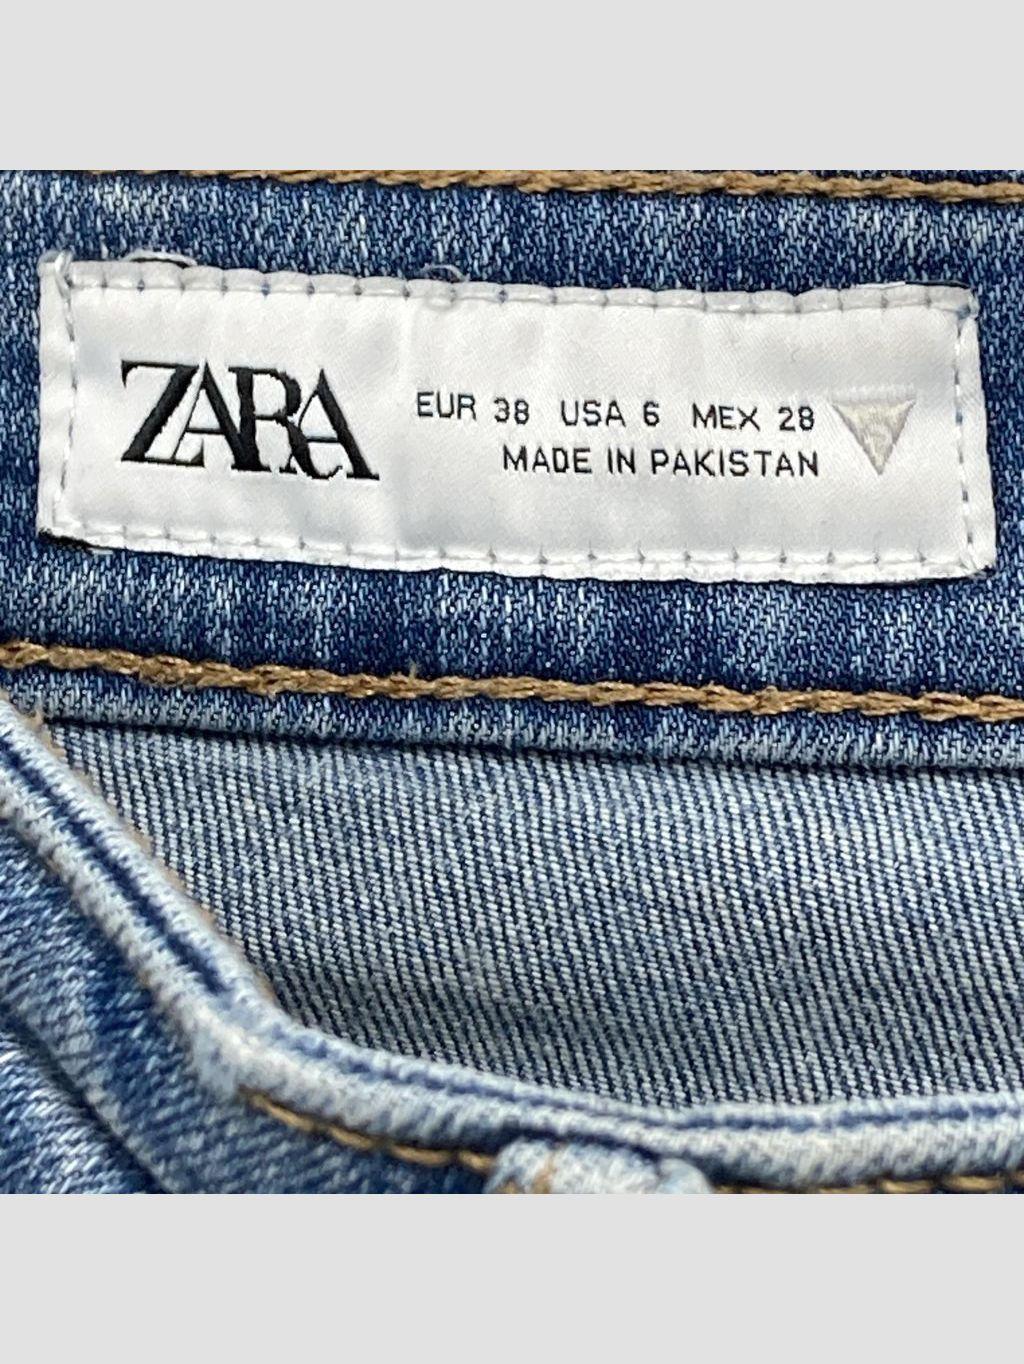 ZARA
EUR 38 USA 6 MEX 28
MADE IN PAKISTAN